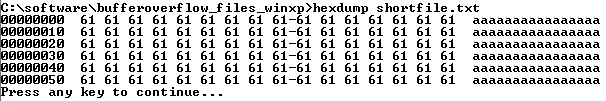 C:\software\bufferoverflow_files_winxp>hexdump shortfile.txt
00000000  61 61 61 61 61 61 61 61-61 61 61 61 61 61 61 61  aaaaaaaaaaaaaaaa
00000010  61 61 61 61 61 61 61 61-61 61 61 61 61 61 61 61  aaaaaaaaaaaaaaaa
00000020  61 61 61 61 61 61 61 61-61 61 61 61 61 61 61 61  aaaaaaaaaaaaaaaa
00000030  61 61 61 61 61 61 61 61-61 61 61 61 61 61 61 61  aaaaaaaaaaaaaaaa
00000040  61 61 61 61 61 61 61 61-61 61 61 61 61 61 61 61  aaaaaaaaaaaaaaaa
00000050  61 61 61 61 61 61 61 61-61 61 61 61 61 61 61 61  aaaaaaaaaaaaaaaa
Press any key to continue...